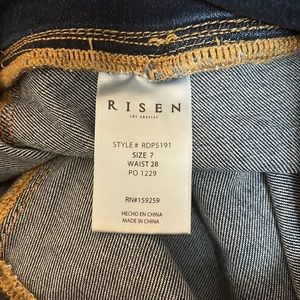 RISEN
LOS ANGELES
STYLE# RDP5191
SIZE 7
WAIST 28
PO 1229
RN#159259
HECHO EN CHINA
MADE IN CHINA